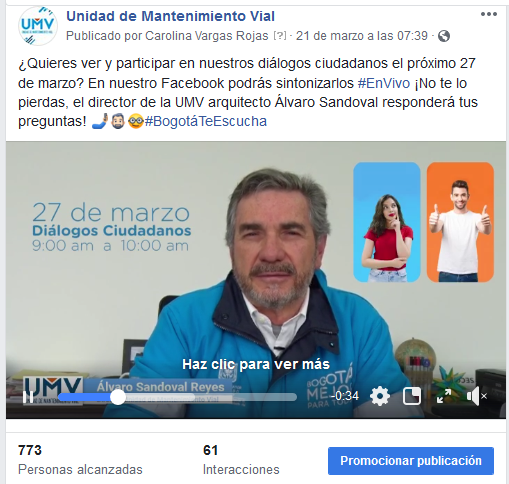 UMV
Unidad de Mantenimiento Vial
Publicado por Carolina Vargas Rojas [?] · 21 de marzo a las 07:39 ·
¿Quieres ver y participar en nuestros diálogos ciudadanos el próximo 27
de marzo? En nuestro Facebook podrás sintonizarlos #EnVivo ¡No te lo
pierdas, el director de la UMV arquitecto Álvaro Sandoval responderá tus
preguntas! 🤳🧔🤓#BogotáTeEscucha
27 de marzo
Diálogos Ciudadanos
9:00 am a 10:00 am
Haz clic para ver más
UMV
Álvaro Sandoval Reyes
Mantenimiento Vial
BOGOTÁ
MEJOR
PARA TODOS
-0:34
773
Personas alcanzadas
61
Interacciones
Promocionar publicación